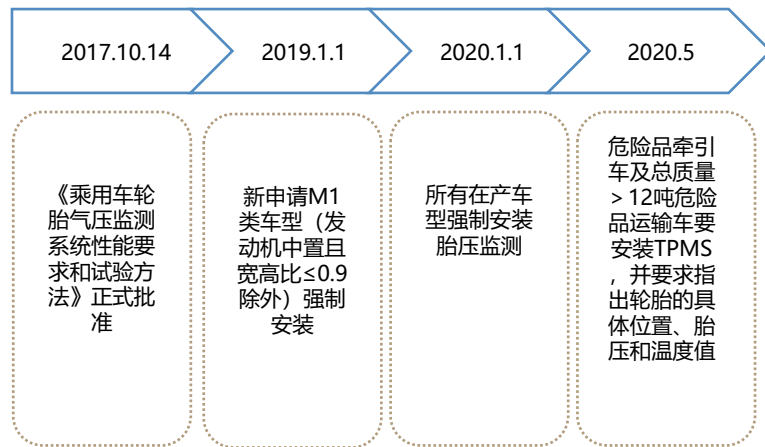 2017.10.14
2019.1.1
2020.1.1
2020.5
《乘用车轮
胎气压监测
系统性能要
求和试验方
法》正式批
准
新申请M1
类车型（发
动机中置且
宽高比≤0.9
除外）强制
安装
所有在产车
型强制安装
胎压监测
危险品牵引
车及总质量
＞12吨危险
品运输车要
安装TPMS
，并要求指
出轮胎的具
体位置、胎
压和温度值